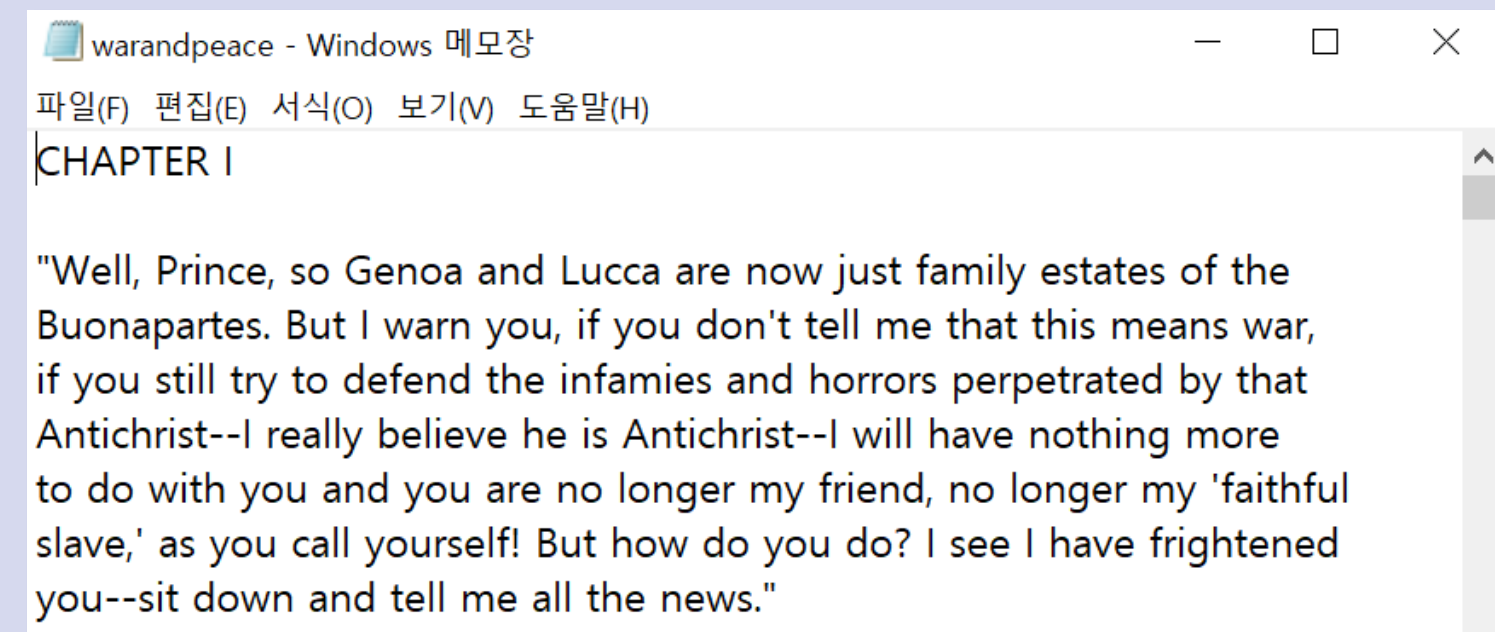 warandpeace - Windows 메모장
파일(F) 편집(E) 서식(O) 보기(V) 도움말(H)
CHAPTER I
"Well, Prince, so Genoa and Lucca are now just family estates of the
Buonapartes. But I warn you, if you don't tell me that this means war,
if you still try to defend the infamies and horrors perpetrated by that
Antichrist--I really believe he is Antichrist--I will have nothing more
to do with you and you are no longer my friend, no longer my 'faithful
slave,' as you call yourself! But how do you do? I see I have frightened
you--sit down and tell me all the news."